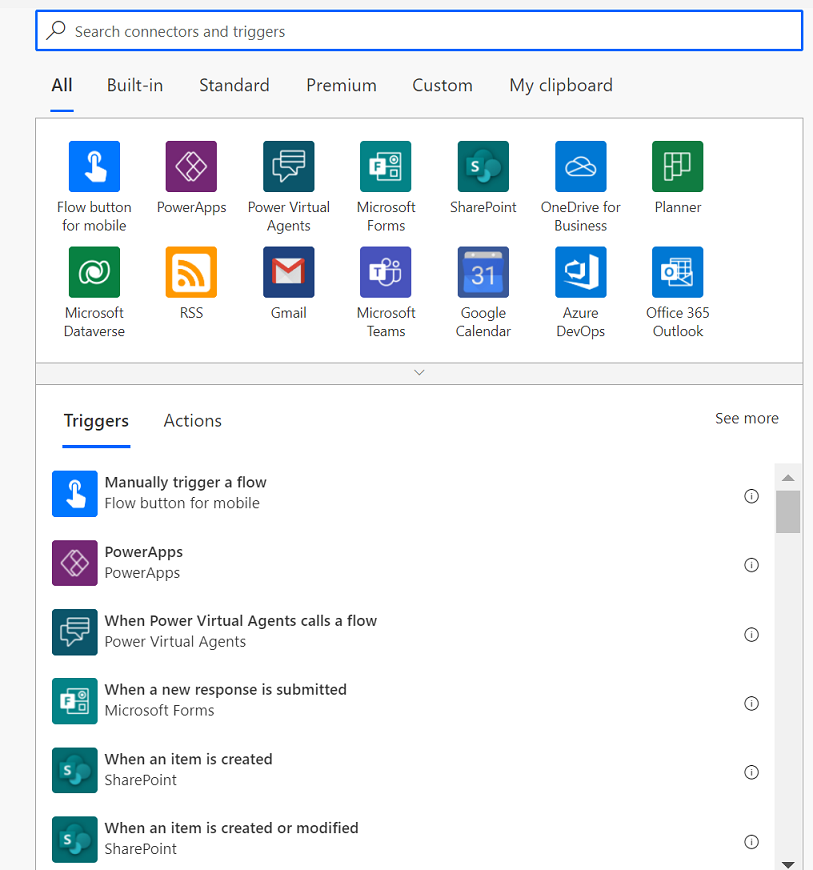 Search connectors and triggers
All Built-in Standard Premium Custom My clipboard
Flow button for mobile
PowerApps
Power Virtual Agents
Microsoft Forms
SharePoint
OneDrive for Business
Planner
Microsoft Dataverse
RSS
Gmail
Microsoft Teams
31
Google Calendar
Azure DevOps
Office 365 Outlook
Triggers Actions See more
Manually trigger a flow
Flow button for mobile
PowerApps
PowerApps
When Power Virtual Agents calls a flow
Power Virtual Agents
When a new response is submitted
Microsoft Forms
When an item is created
SharePoint
When an item is created or modified
SharePoint